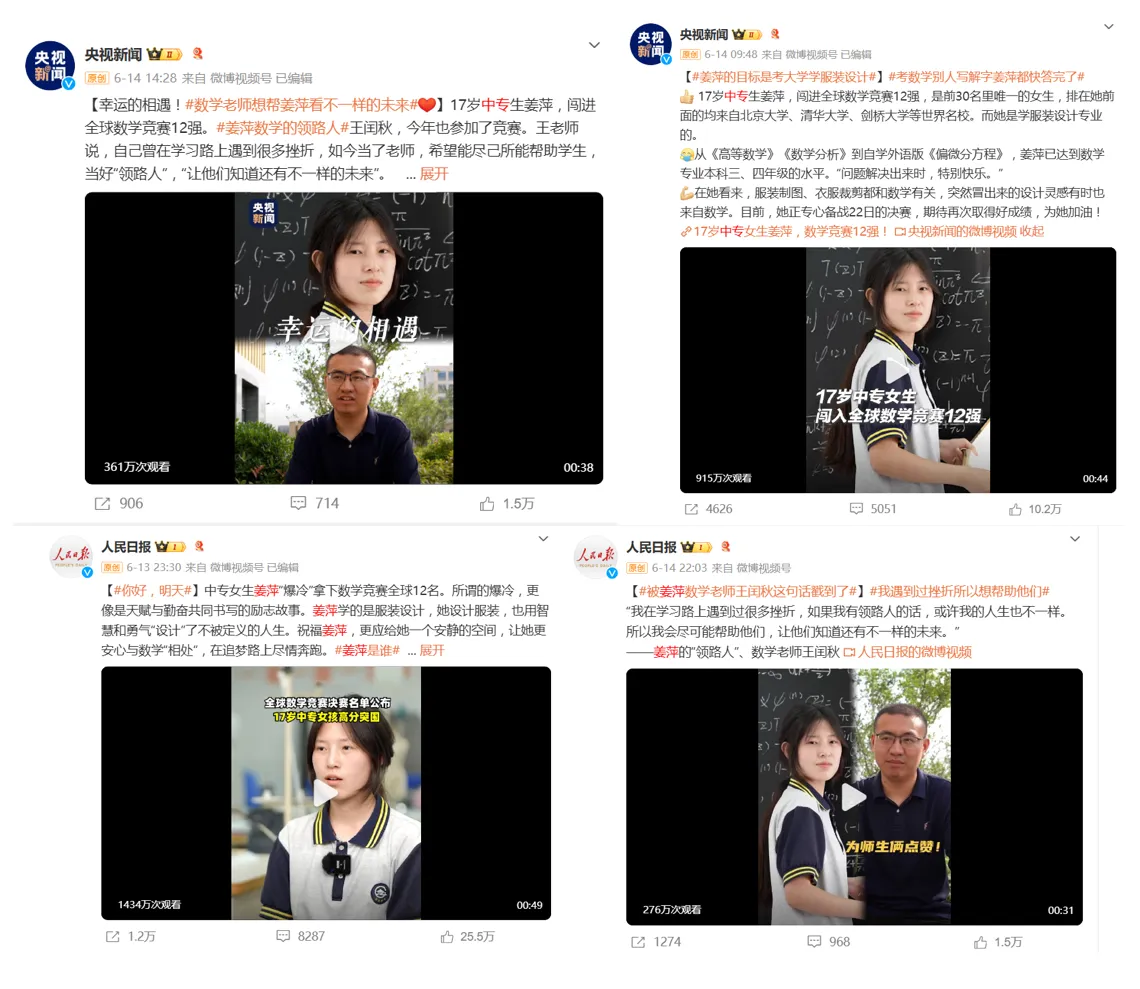 央视新闻
央视新闻 II
原创 6-14 14:28 来自 微博视频号 已编辑
【幸运的相遇！#数学老师想帮姜萍看不一样的未来#❤️】17岁中专生姜萍，闯进
全球数学竞赛12强。#姜萍数学的领路人#王闰秋，今年也参加了竞赛。王老师
说，自己曾在学习路上遇到很多挫折，如今当了老师，希望能尽己所能帮助学生，
当好“领路人”，“让他们知道还有不一样的未来”。 ... 展开
央视新闻
幸运的相遇
361万次观看
00:38
906
714
1.5万
央视新闻
央视新闻 II
原创 6-14 09:48 来自 微博视频号 已编辑
【#姜萍的目标是考大学学服装设计#】#考数学别人写解字姜萍都快答完了#
👍 17岁中专生姜萍，闯进全球数学竞赛12强，是前30名里唯一的女生，排在她前
面的均来自北京大学、清华大学、剑桥大学等世界名校。而她是学服装设计专业
的。
😂从《高等数学》《数学分析》到自学外语版《偏微分方程》，姜萍已达到数学
专业本科三、四年级的水平。“问题解决出来时，特别快乐。”
💪在她看来，服装制图、衣服裁剪都和数学有关，突然冒出来的设计灵感有时也
来自数学。目前，她正专心备战22日的决赛，期待再次取得好成绩，为她加油！
17岁中专女生姜萍，数学竞赛12强！ 央视新闻的微博视频 收起
17岁中专女生
闯入全球数学竞赛12强
915万次观看
00:44
4626
5051
10.2万
人民日报
人民日报 I
原创 6-13 23:30 来自 微博视频号 已编辑
【#你好，明天#】中专女生姜萍“爆冷”拿下数学竞赛全球12名。所谓的爆冷，更
像是天赋与勤奋共同书写的励志故事。姜萍学的是服装设计，她设计服装，也用智
慧和勇气“设计”了不被定义的人生。祝福姜萍，更应给她一个安静的空间，让她更
安心与数学“相处”，在追梦路上尽情奔跑。#姜萍是谁# ... 展开
全球数学竞赛决赛名单公布
17岁中专女孩高分突围
1434万次观看
00:49
1.2万
8287
25.5万
人民日报
人民日报 I
原创 6-14 22:03 来自 微博视频号
【#被姜萍数学老师王闰秋这句话戳到了#】#我遇到过挫折所以想帮助他们#
“我在学习路上遇到过很多挫折，如果我有领路人的话，或许我的人生也不一样。
所以我会尽可能帮助他们，让他们知道还有不一样的未来。”
——姜萍的“领路人”、数学老师王闰秋 人民日报的微博视频
为师生俩点赞！
276万次观看
00:31
1274
968
1.5万